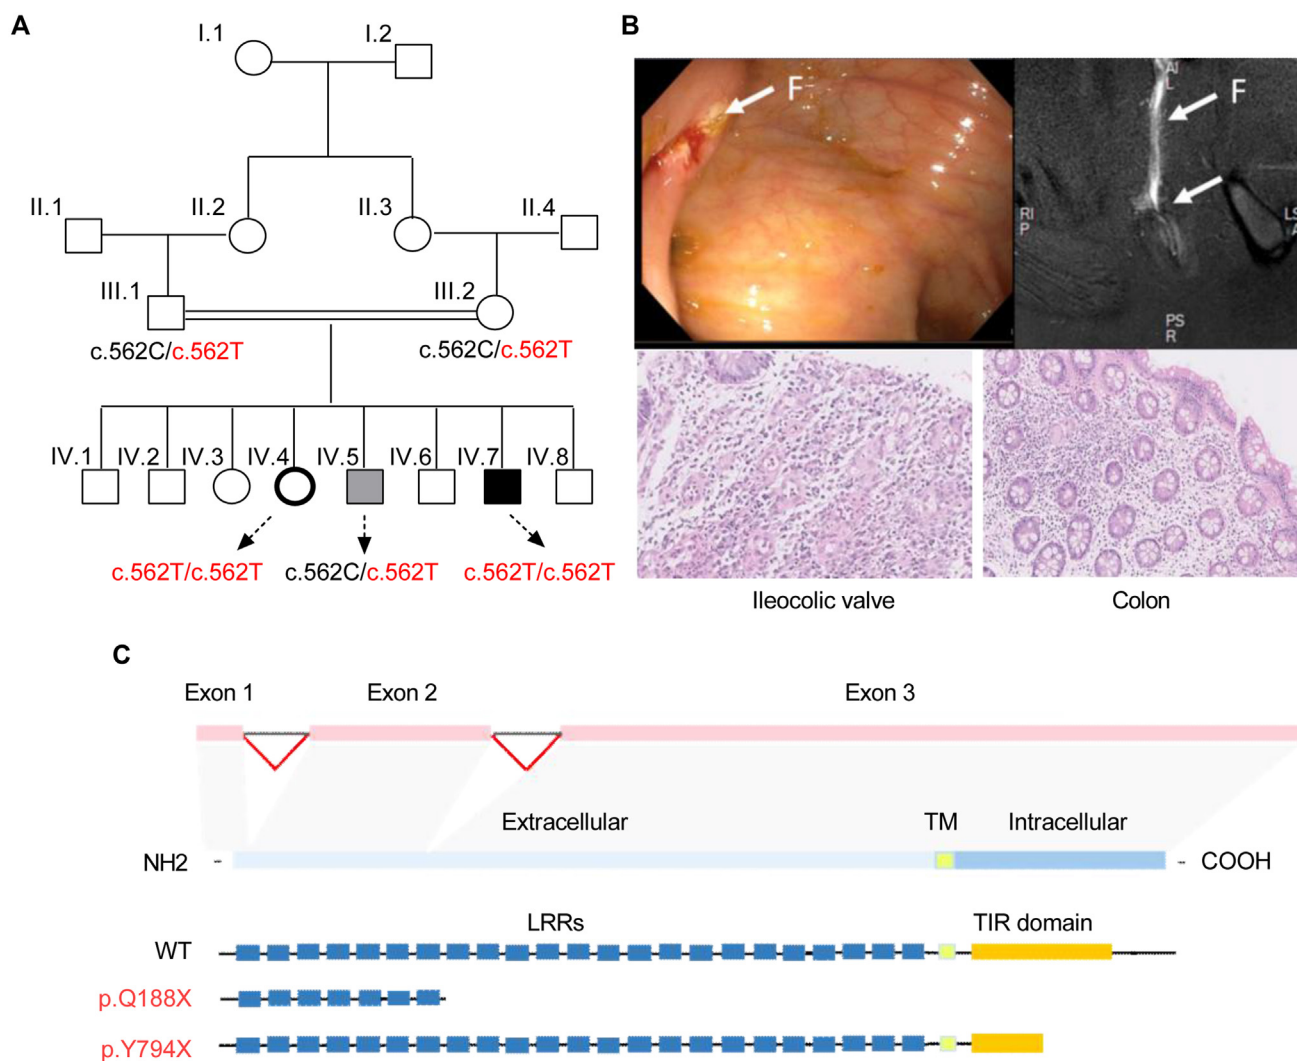 A
I.1
I.2
II.1
II.2
II.3
II.4
III.1
III.2
c.562C/c.562T
c.562C/c.562T
IV.1
IV.2
IV.3
IV.4
IV.5
IV.6
IV.7
IV.8
c.562T/c.562T
c.562C/c.562T
c.562T/c.562T
B
F
AI
L
F
RI
P
LS
A
PS
R
Ileocolic valve
Colon
C
Exon 1
Exon 2
Exon 3
Extracellular
TM
Intracellular
NH2
COOH
LRRs
TIR domain
WT
p.Q188X
p.Y794X